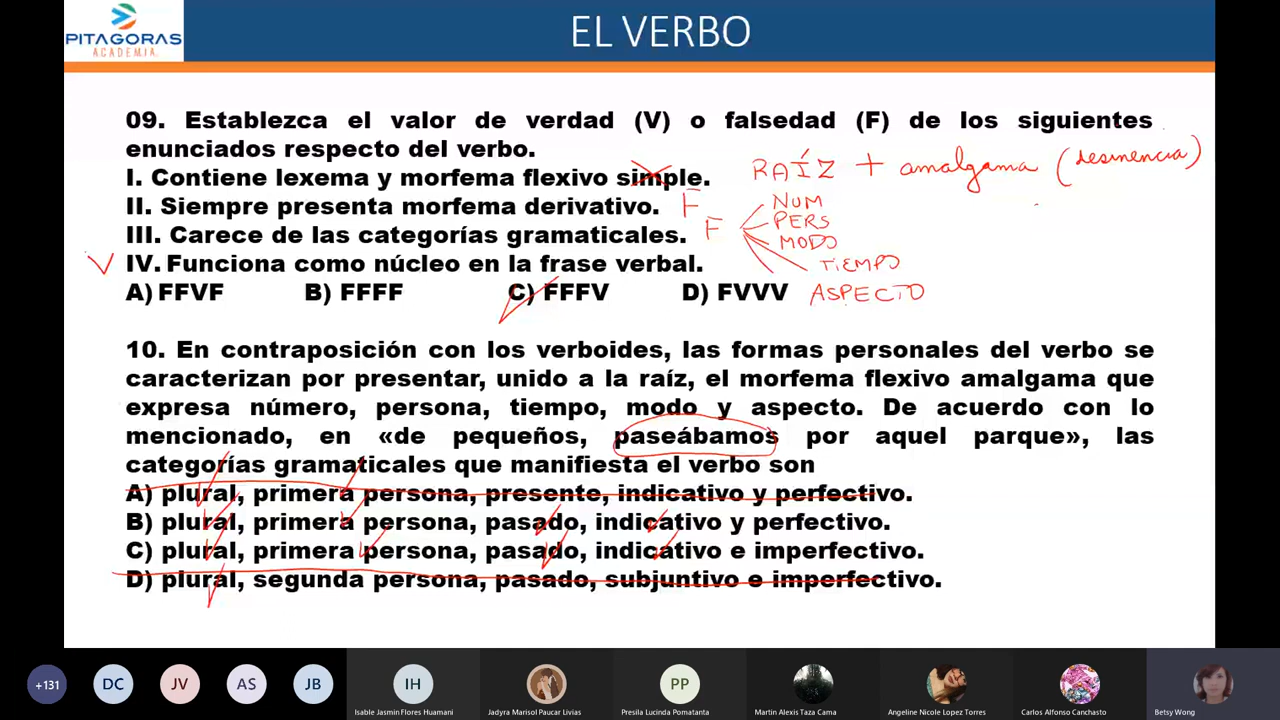 PITAGORAS
ACADEMIA
EL VERBO
09. Establezca el valor de verdad (V) o falsedad (F) de los siguientes
enunciados respecto del verbo.
I. Contiene lexema y morfema flexivo simple.
RAÍZ + amalgama (desinencia)
II. Siempre presenta morfema derivativo. F
NUM
III. Carece de las categorías gramaticales. F
PERS
MODO
V IV. Funciona como núcleo en la frase verbal.
TIEMPO
A) FFVF B) FFFF C) FFFV D) FVVV
ASPECTO
10. En contraposición con los verboides, las formas personales del verbo se
caracterizan por presentar, unido a la raíz, el morfema flexivo amalgama que
expresa número, persona, tiempo, modo y aspecto. De acuerdo con lo
mencionado, en «de pequeños, paseábamos por aquel parque», las
categorías gramaticales que manifiesta el verbo son
A) plural, primera persona, presente, indicativo y perfectivo.
B) plural, primera persona, pasado, indicativo y perfectivo.
C) plural, primera persona, pasado, indicativo e imperfectivo.
D) plural, segunda persona, pasado, subjuntivo e imperfectivo.
+131 DC JV AS JB IH PP
Isable Jasmin Flores Huamani Jadyra Marisol Paucar Livias Presila Lucinda Pomatanta Martin Alexis Taza Cama Angeline Nicole Lopez Torres Carlos Alfonso Canchasto Betsy Wong